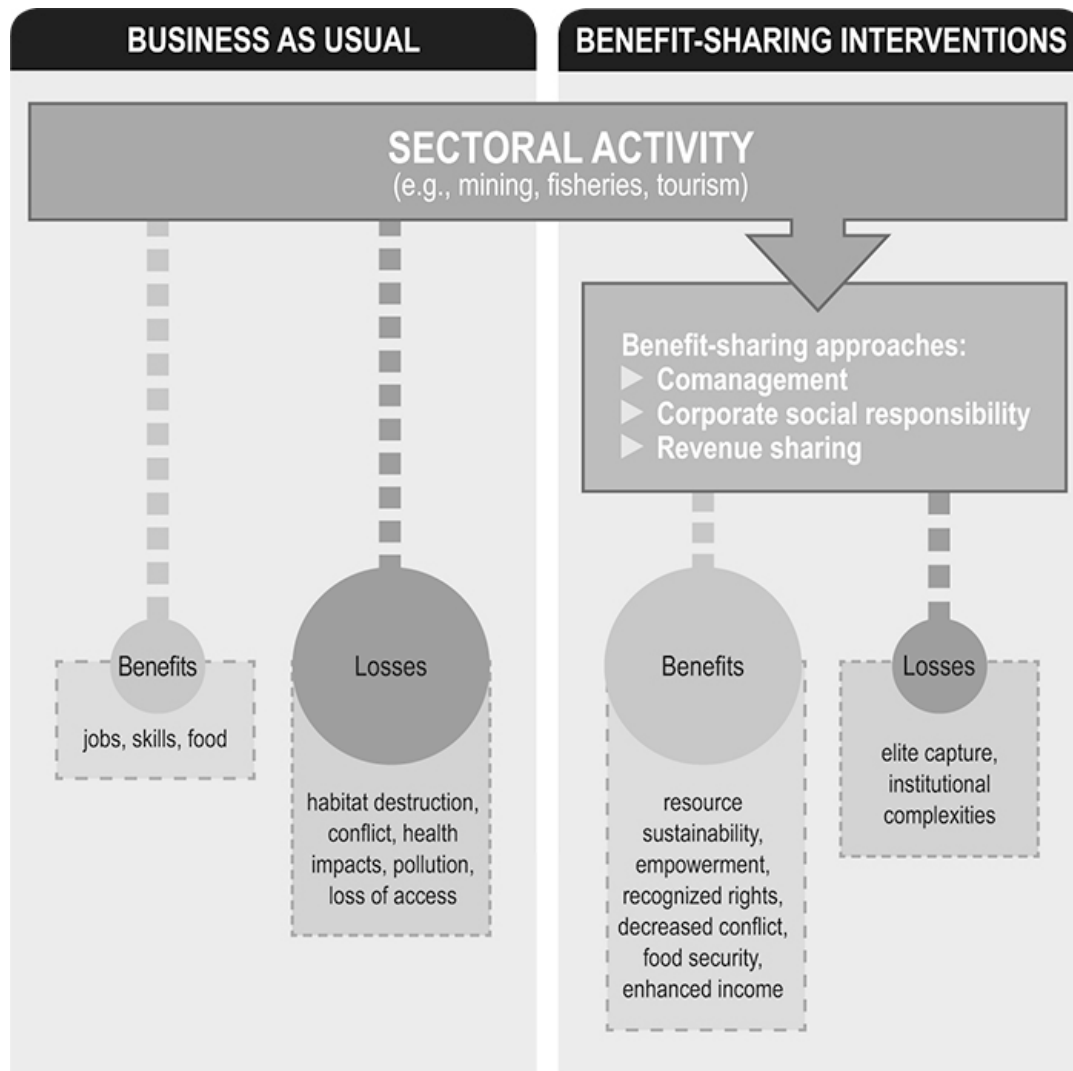 BUSINESS AS USUAL
BENEFIT-SHARING INTERVENTIONS
SECTORAL ACTIVITY
(e.g., mining, fisheries, tourism)
Benefit-sharing approaches:
Comanagement
Corporate social responsibility
Revenue sharing
Benefits
jobs, skills, food
Losses
habitat destruction,
conflict, health
impacts, pollution,
loss of access
Benefits
resource
sustainability,
empowerment,
recognized rights,
decreased conflict,
food security,
enhanced income
Losses
elite capture,
institutional
complexities